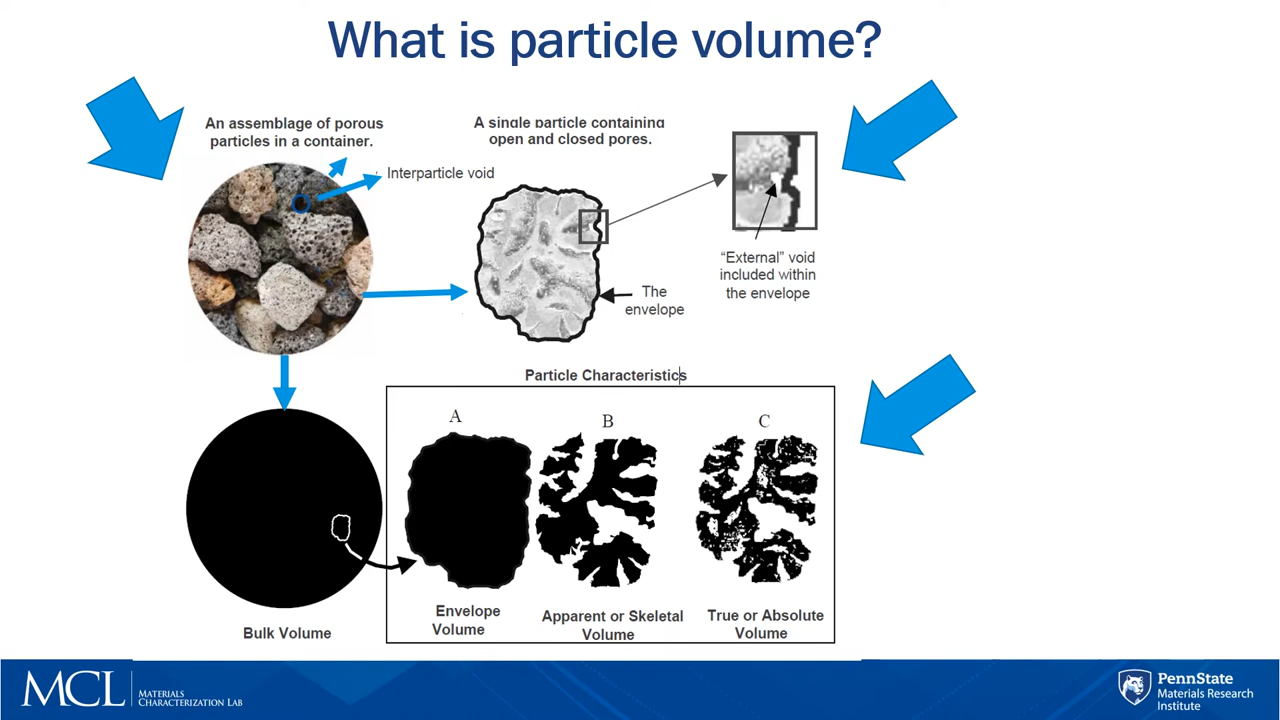 What is particle volume?
An assemblage of porous
particles in a container.
Interparticle void
A single particle containing
open and closed pores.
The
envelope
“External” void
included within
the envelope
Particle Characteristics
A
B
C
Bulk Volume
Envelope
Volume
Apparent or Skeletal
Volume
True or Absolute
Volume
MCL
MATERIALS
CHARACTERIZATION LAB
PennState
Materials Research
Institute